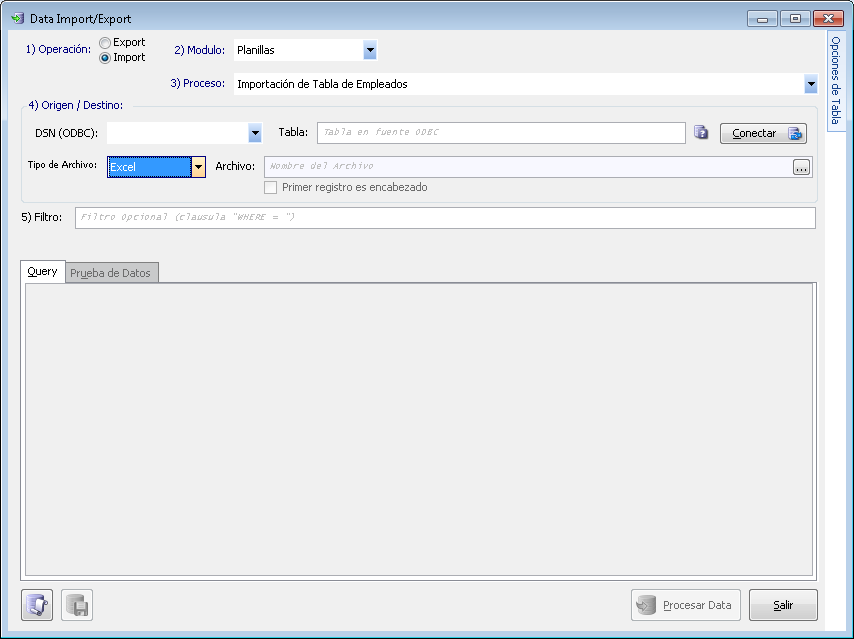 Data Import/Export
1) Operación:
Export
Import
2) Modulo:
Planillas
3) Proceso:
Importación de Tabla de Empleados
Opciones de Tabla
4) Origen / Destino:
DSN (ODBC):
Tabla:
Tabla en fuente ODBC
Conectar
Tipo de Archivo:
Excel
Archivo:
Nombre del Archivo
...
Primer registro es encabezado
5) Filtro:
Filtro Opcional (clausula "WHERE = ")
Query
Prueba de Datos
Procesar Data
Salir